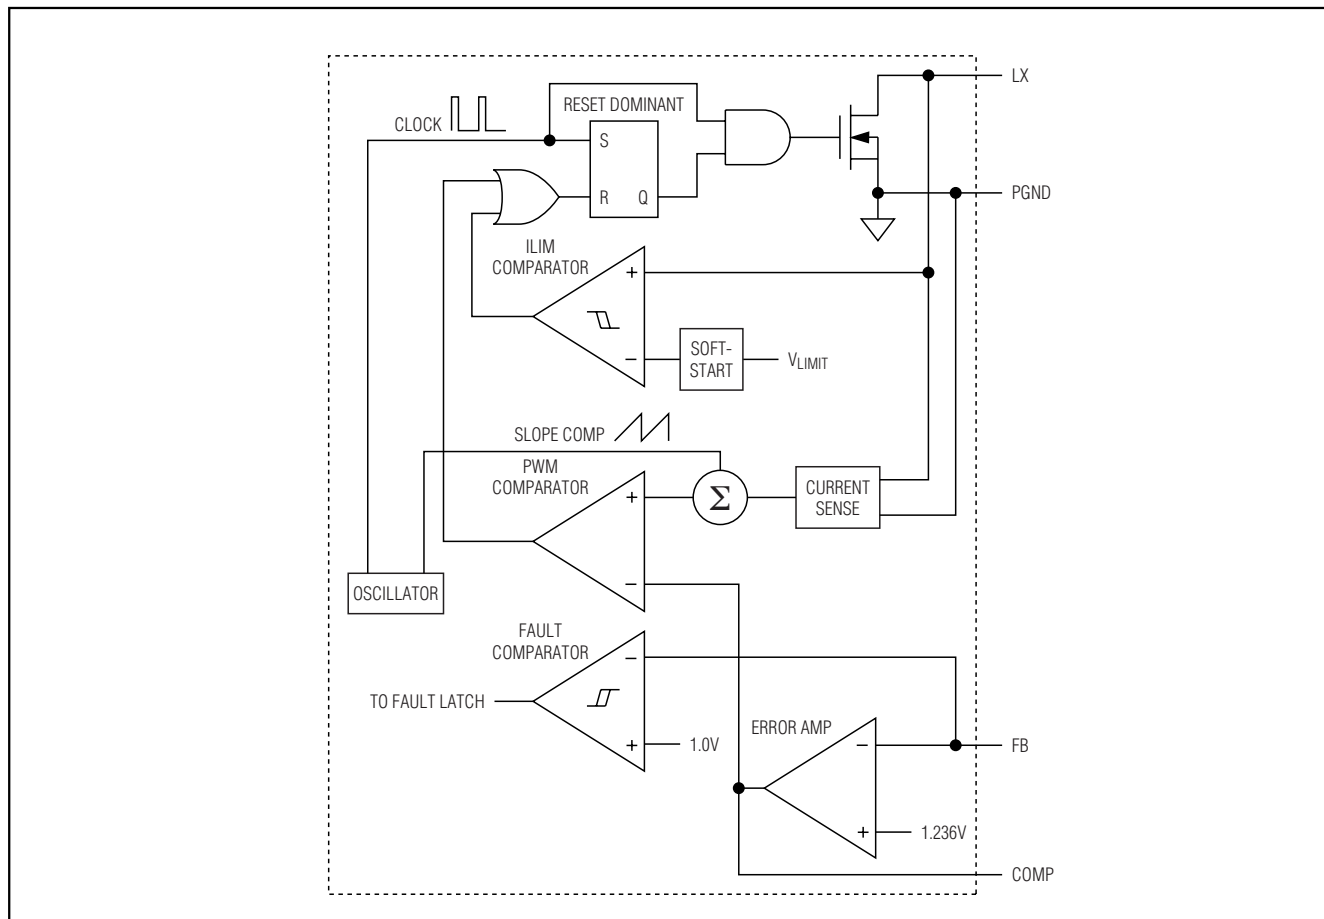 LX
RESET DOMINANT
CLOCK
S
R
Q
PGND
ILIM
COMPARATOR
+
−
SOFT-
START
VLIMIT
SLOPE COMP
PWM
COMPARATOR
+
Σ
CURRENT
SENSE
−
OSCILLATOR
FAULT
COMPARATOR
−
TO FAULT LATCH
+
1.0V
ERROR AMP
−
FB
+
1.236V
COMP